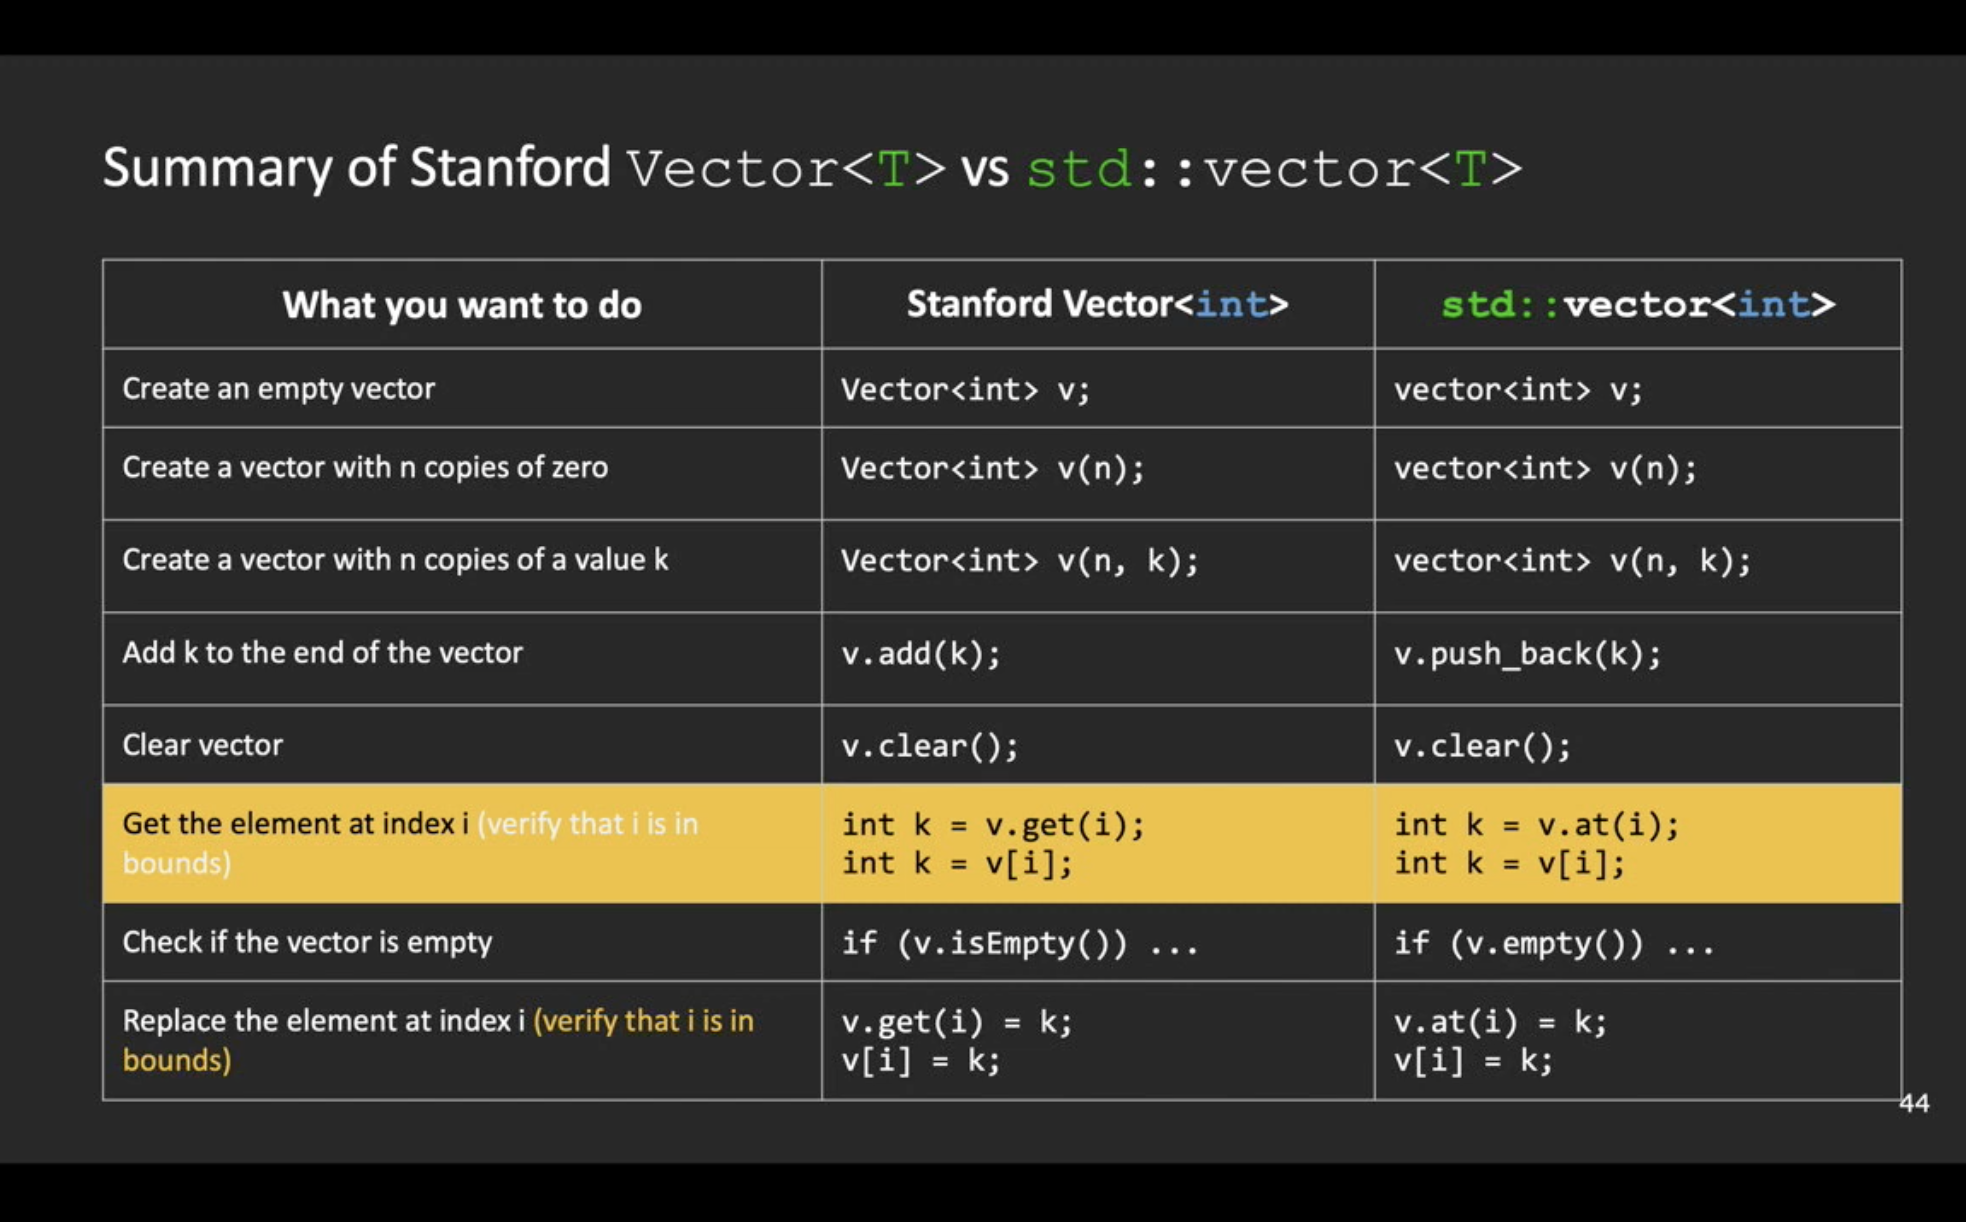 Summary of Stanford Vector<T> vs std::vector<T>
What you want to do
Stanford Vector<int>
std::vector<int>
Create an empty vector
Vector<int> v;
vector<int> v;
Create a vector with n copies of zero
Vector<int> v(n);
vector<int> v(n);
Create a vector with n copies of a value k
Vector<int> v(n, k);
vector<int> v(n, k);
Add k to the end of the vector
v.add(k);
v.push_back(k);
Clear vector
v.clear();
v.clear();
Get the element at index i (verify that i is in
bounds)
int k = v.get(i);
int k = v[i];
int k = v.at(i);
int k = v[i];
Check if the vector is empty
if (v.isEmpty()) ...
if (v.empty()) ...
Replace the element at index i (verify that i is in
bounds)
v.get(i) = k;
v[i] = k;
v.at(i) = k;
v[i] = k;
44